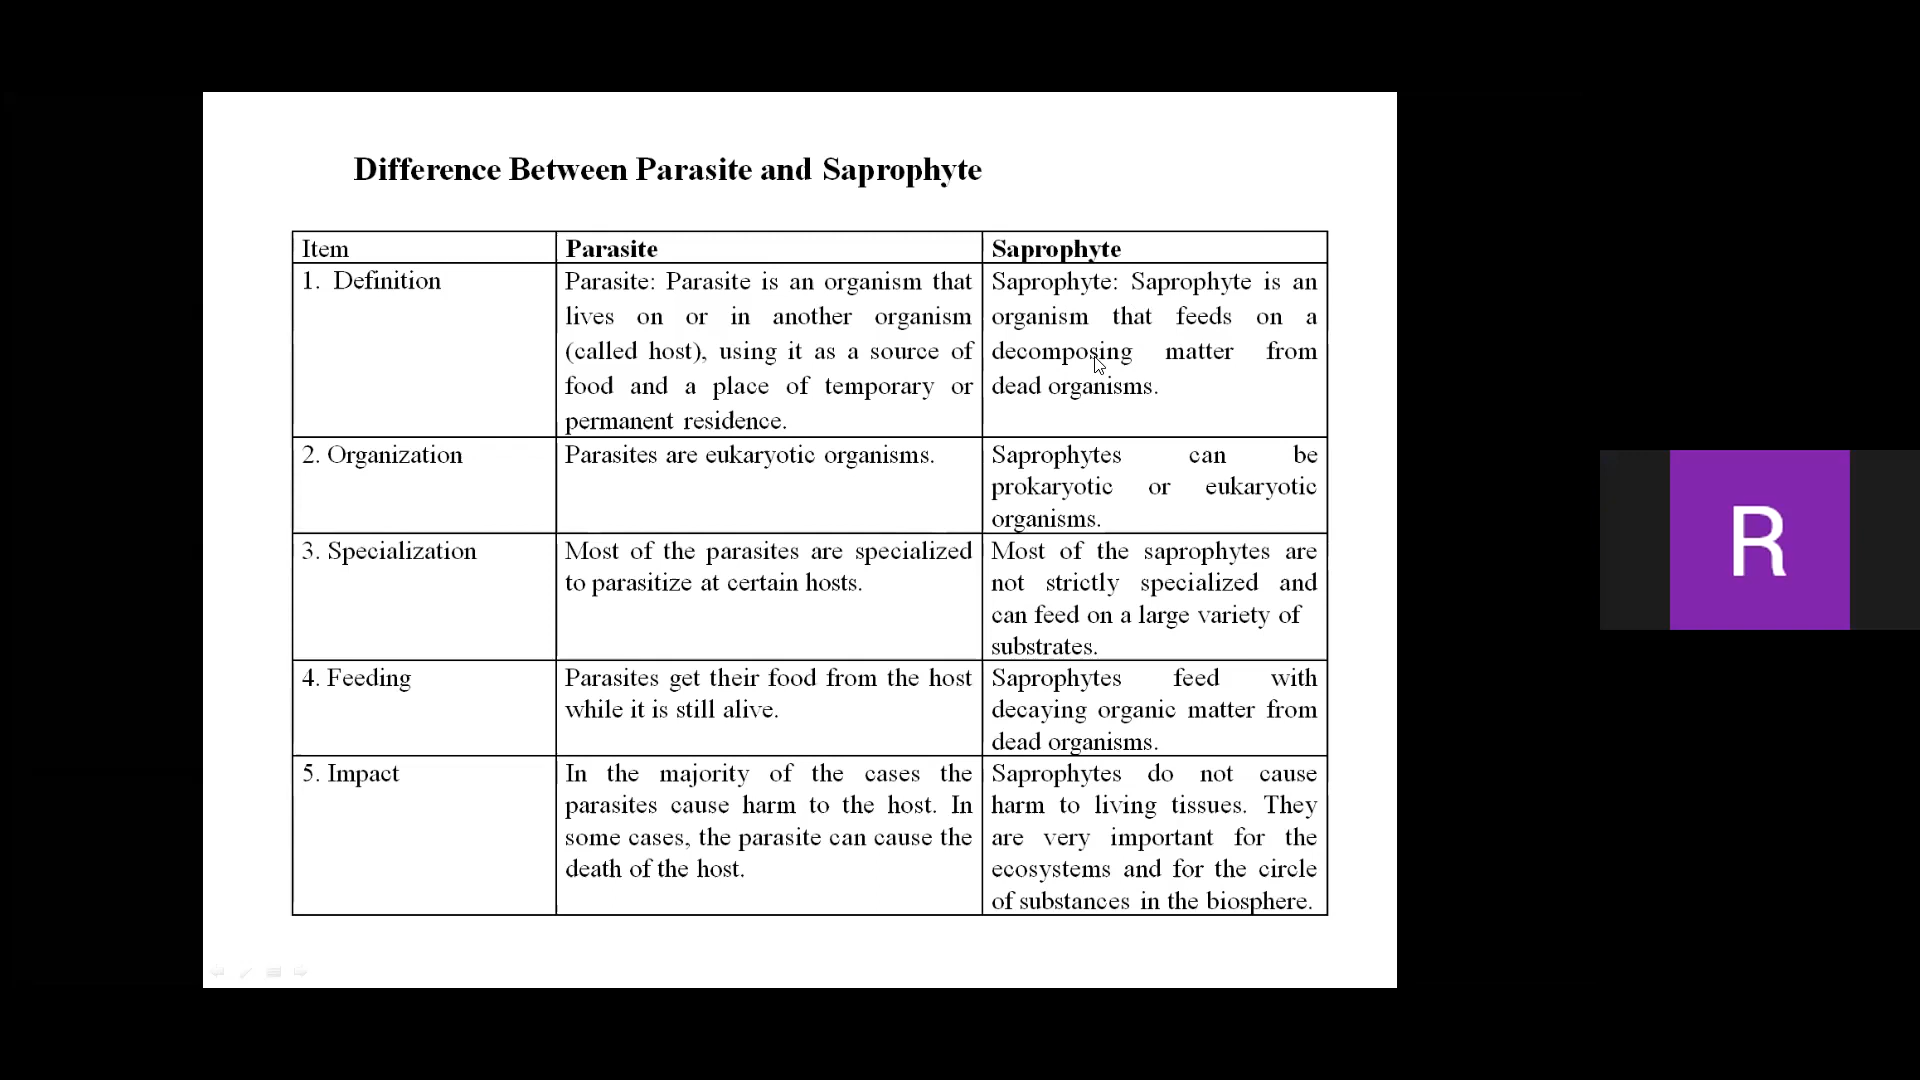 Difference Between Parasite and Saprophyte
Item
Parasite
Saprophyte
1. Definition
Parasite: Parasite is an organism that
lives on or in another organism
(called host), using it as a source of
food and a place of temporary or
permanent residence.
Saprophyte: Saprophyte is an
organism that feeds on a
decomposing matter from
dead organisms.
2. Organization
Parasites are eukaryotic organisms.
Saprophytes can be
prokaryotic or eukaryotic
organisms.
3. Specialization
Most of the parasites are specialized
to parasitize at certain hosts.
Most of the saprophytes are
not strictly specialized and
can feed on a large variety of
substrates.
4. Feeding
Parasites get their food from the host
while it is still alive.
Saprophytes feed with
decaying organic matter from
dead organisms.
5. Impact
In the majority of the cases the
parasites cause harm to the host. In
some cases, the parasite can cause the
death of the host.
Saprophytes do not cause
harm to living tissues. They
are very important for the
ecosystems and for the circle
of substances in the biosphere.
R